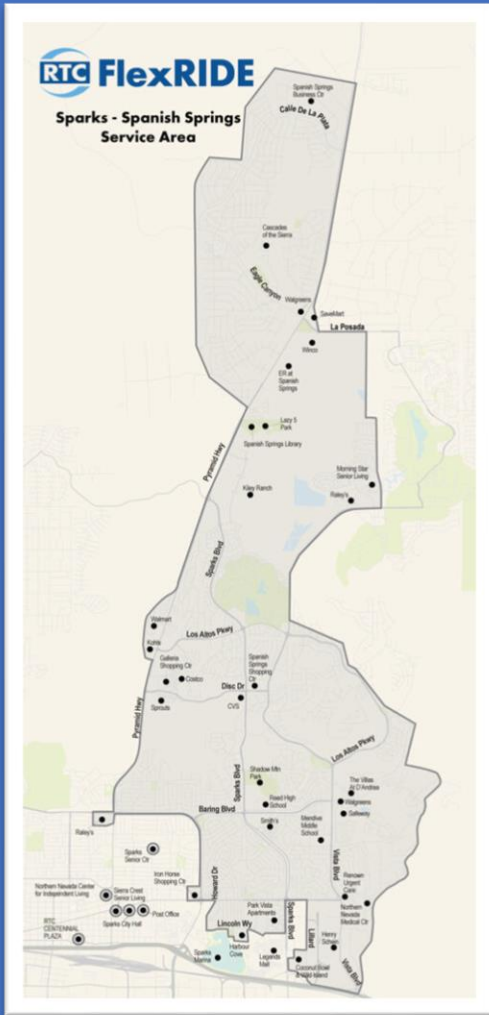 RTC FlexRIDE
Sparks - Spanish Springs
Service Area
Spanish Springs
Business Ctr
Calle De La Plata
Cascades
of the Sierra
Eagle Canyon
Walgreens
SaveMart
La Posada
Winco
ER at
Spanish
Springs
Lazy 5
Park
Spanish Springs Library
Pyramid Hwy
Morning Star
Senior Living
Kiley Ranch
Raley's
Sparks Blvd
Walmart
Los Altos Pkwy
Kohls
Galleria
Shopping Ctr
Costco
Spanish
Springs
Shopping
Ctr
Disc Dr
Sprouts
CVS
Pyramid Hwy
Los Altos Pkwy
Sparks Blvd
Shadow Mtn
Park
The Villas
At D'Andrea
Reed High
School
Walgreens
Baring Blvd
Safeway
Raley's
Smith's
Mendive
Middle
School
Sparks
Senior Ctr
Vista Blvd
Iron Horse
Shopping Ctr
Howard Dr
Renown
Urgent
Care
Northern Nevada Center
for Independent Living
Sierra Crest
Senior Living
Northern
Nevada
Medical Ctr
Post Office
Park Vista
Apartments
Sparks Blvd
RTC
CENTENNIAL
PLAZA
Sparks City Hall
Lincoln Wy
Lillard
Henry
Schein
Harbour
Cove
Sparks
Marina
Legends
Mall
Coconut Bowl
@ Wild Island
Vista Blvd